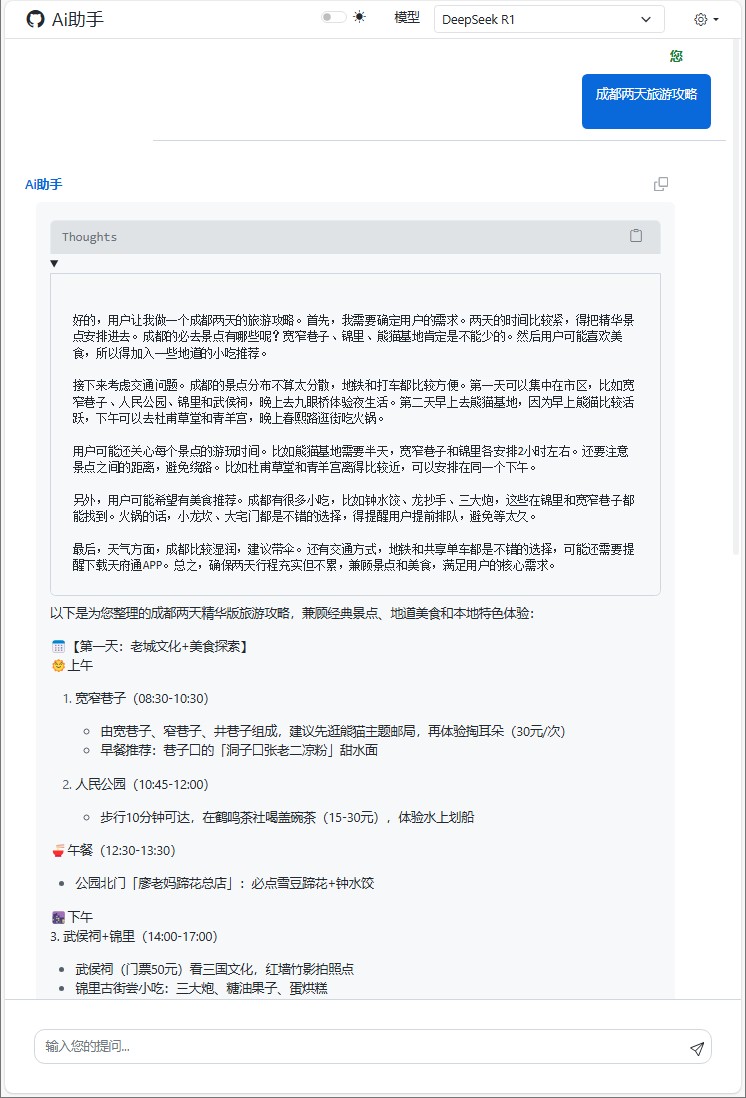 Ai助手
模型
DeepSeek R1
您
成都两天旅游攻略
Ai助手
Thoughts
好的，用户让我做一个成都两天的旅游攻略。首先，我需要确定用户的需求。两天的时间比较紧，得把精华景
点安排进去。成都的必去景点有哪些呢？宽窄巷子、锦里、熊猫基地肯定是不能少的。然后用户可能喜欢美
食，所以得加入一些地道的小吃推荐。
接下来考虑交通问题。成都的景点分布不算太分散，地铁和打车都比较方便。第一天可以集中在市区，比如宽
窄巷子、人民公园、锦里和武侯祠，晚上去九眼桥体验夜生活。第二天早上去熊猫基地，因为早上熊猫比较活
跃，下午可以去杜甫草堂和青羊宫，晚上春熙路逛街吃火锅。
用户可能还关心每个景点的游玩时间。比如熊猫基地需要半天，宽窄巷子和锦里各安排2小时左右。还要注意
景点之间的距离，避免绕路。比如杜甫草堂和青羊宫离得比较近，可以安排在同一个下午。
另外，用户可能希望有美食推荐。成都有很多小吃，比如钟水饺、龙抄手、三大炮，这些在锦里和宽窄巷子都
能找到。火锅的话，小龙坎、大宅门都是不错的选择，得提醒用户提前排队，避免等太久。
最后，天气方面，成都比较湿润，建议带伞。还有交通方式，地铁和共享单车都是不错的选择，可能还需要提
醒下载天府通APP。总之，确保两天行程充实但不累，兼顾景点和美食，满足用户的核心需求。
以下是为您整理的成都两天精华版旅游攻略，兼顾经典景点、地道美食和本地特色体验：
【第一天：老城文化+美食探索】
上午
1. 宽窄巷子（08:30-10:30）
由宽巷子、窄巷子、井巷子组成，建议先逛熊猫主题邮局，再体验掏耳朵（30元/次）
早餐推荐：巷子口的「洞子口张老二凉粉」甜水面
2. 人民公园（10:45-12:00）
步行10分钟可达，在鹤鸣茶社喝盖碗茶（15-30元），体验水上划船
午餐（12:30-13:30）
公园北门「廖老妈蹄花总店」：必点雪豆蹄花+钟水饺
下午
3. 武侯祠+锦里（14:00-17:00）
武侯祠（门票50元）看三国文化，红墙竹影拍照点
锦里古街尝小吃：三大炮、糖油果子、蛋烘糕
输入您的提问...